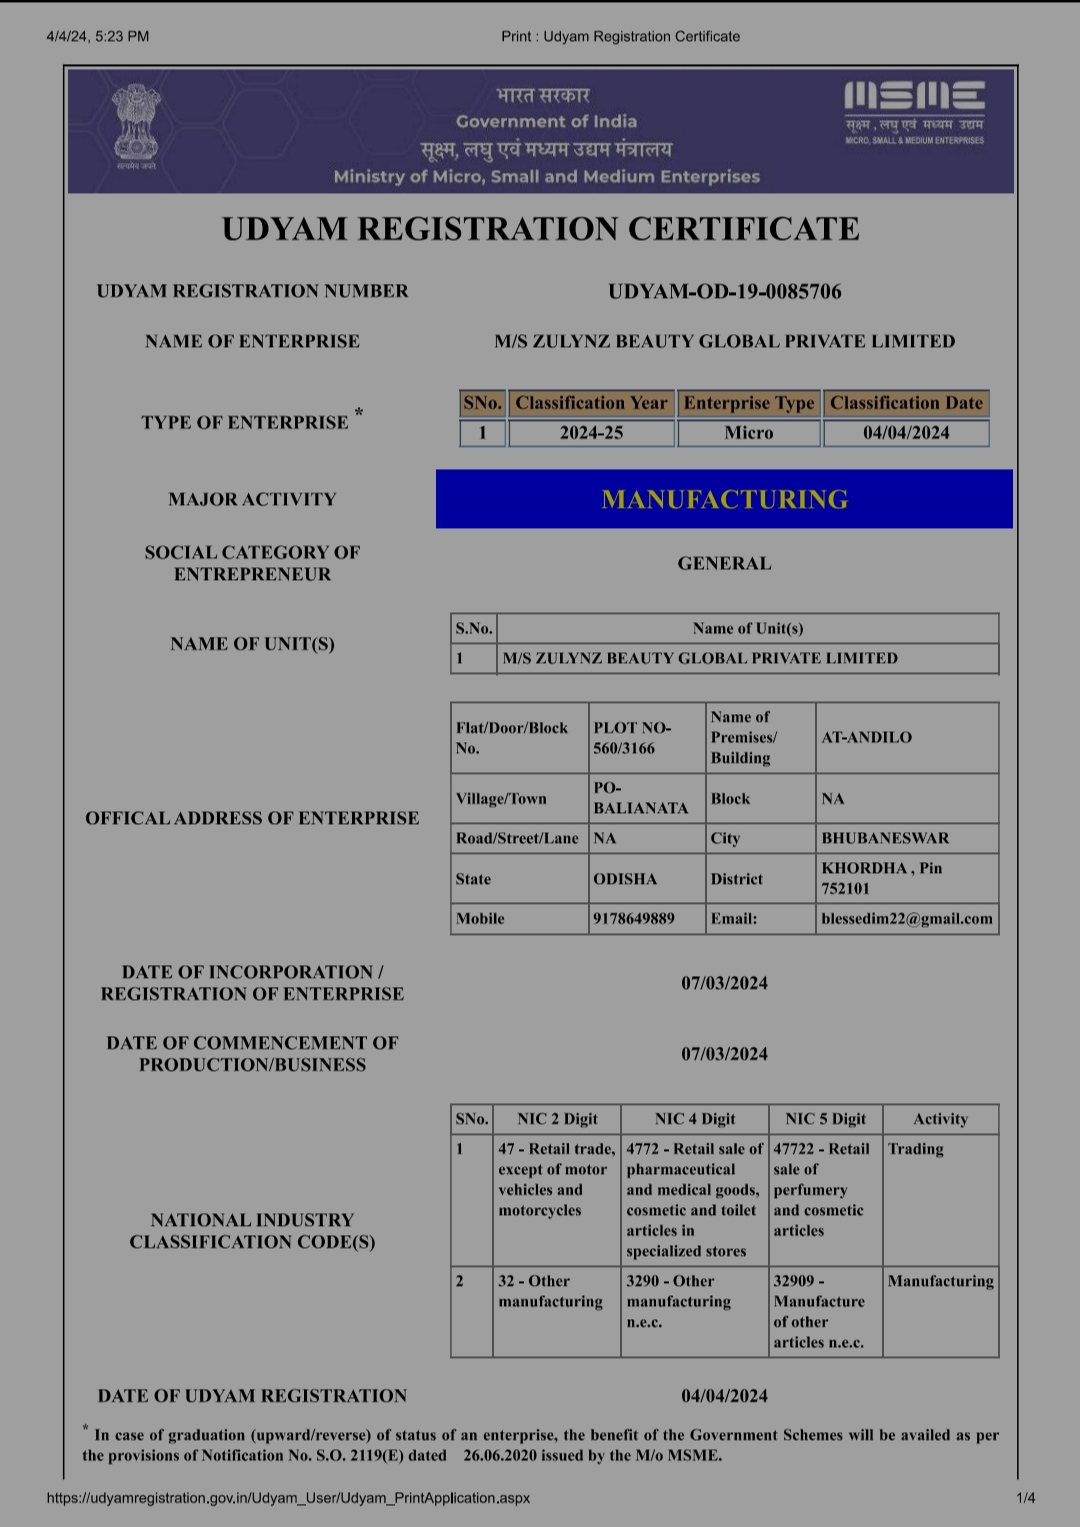 4/4/24, 5:23 PM
Print : Udyam Registration Certificate
भारत सरकार
Government of India
सूक्ष्म, लघु एवं मध्यम उद्यम मंत्रालय
Ministry of Micro, Small and Medium Enterprises
सत्यमेव जयते
MSME
सूक्ष्म , लघु एवं मध्यम उद्यम
MICRO, SMALL & MEDIUM ENTERPRISES
UDYAM REGISTRATION CERTIFICATE
UDYAM REGISTRATION NUMBER
UDYAM-OD-19-0085706
NAME OF ENTERPRISE
M/S ZULYNZ BEAUTY GLOBAL PRIVATE LIMITED
TYPE OF ENTERPRISE *
SNo. Classification Year Enterprise Type Classification Date
1 2024-25 Micro 04/04/2024
MAJOR ACTIVITY
MANUFACTURING
SOCIAL CATEGORY OF
ENTREPRENEUR
GENERAL
NAME OF UNIT(S)
S.No. Name of Unit(s)
1 M/S ZULYNZ BEAUTY GLOBAL PRIVATE LIMITED
OFFICAL ADDRESS OF ENTERPRISE
Flat/Door/Block
No.
PLOT NO-
560/3166
Name of
Premises/
Building
AT-ANDILO
Village/Town
PO-
BALIANATA
Block
NA
Road/Street/Lane NA City BHUBANESWAR
State
ODISHA
District
KHORDHA , Pin
752101
Mobile 9178649889 Email: blessedim22@gmail.com
DATE OF INCORPORATION /
REGISTRATION OF ENTERPRISE
07/03/2024
DATE OF COMMENCEMENT OF
PRODUCTION/BUSINESS
07/03/2024
NATIONAL INDUSTRY
CLASSIFICATION CODE(S)
SNo. NIC 2 Digit NIC 4 Digit NIC 5 Digit Activity
1
47 - Retail trade,
except of motor
vehicles and
motorcycles
4772 - Retail sale of
pharmaceutical
and medical goods,
cosmetic and toilet
articles in
specialized stores
47722 - Retail
sale of
perfumery
and cosmetic
articles
Trading
2
32 - Other
manufacturing
3290 - Other
manufacturing
n.e.c.
32909 -
Manufacture
of other
articles n.e.c.
Manufacturing
DATE OF UDYAM REGISTRATION
04/04/2024
* In case of graduation (upward/reverse) of status of an enterprise, the benefit of the Government Schemes will be availed as per
the provisions of Notification No. S.O. 2119(E) dated 26.06.2020 issued by the M/o MSME.
https://udyamregistration.gov.in/Udyam_User/Udyam_PrintApplication.aspx
1/4